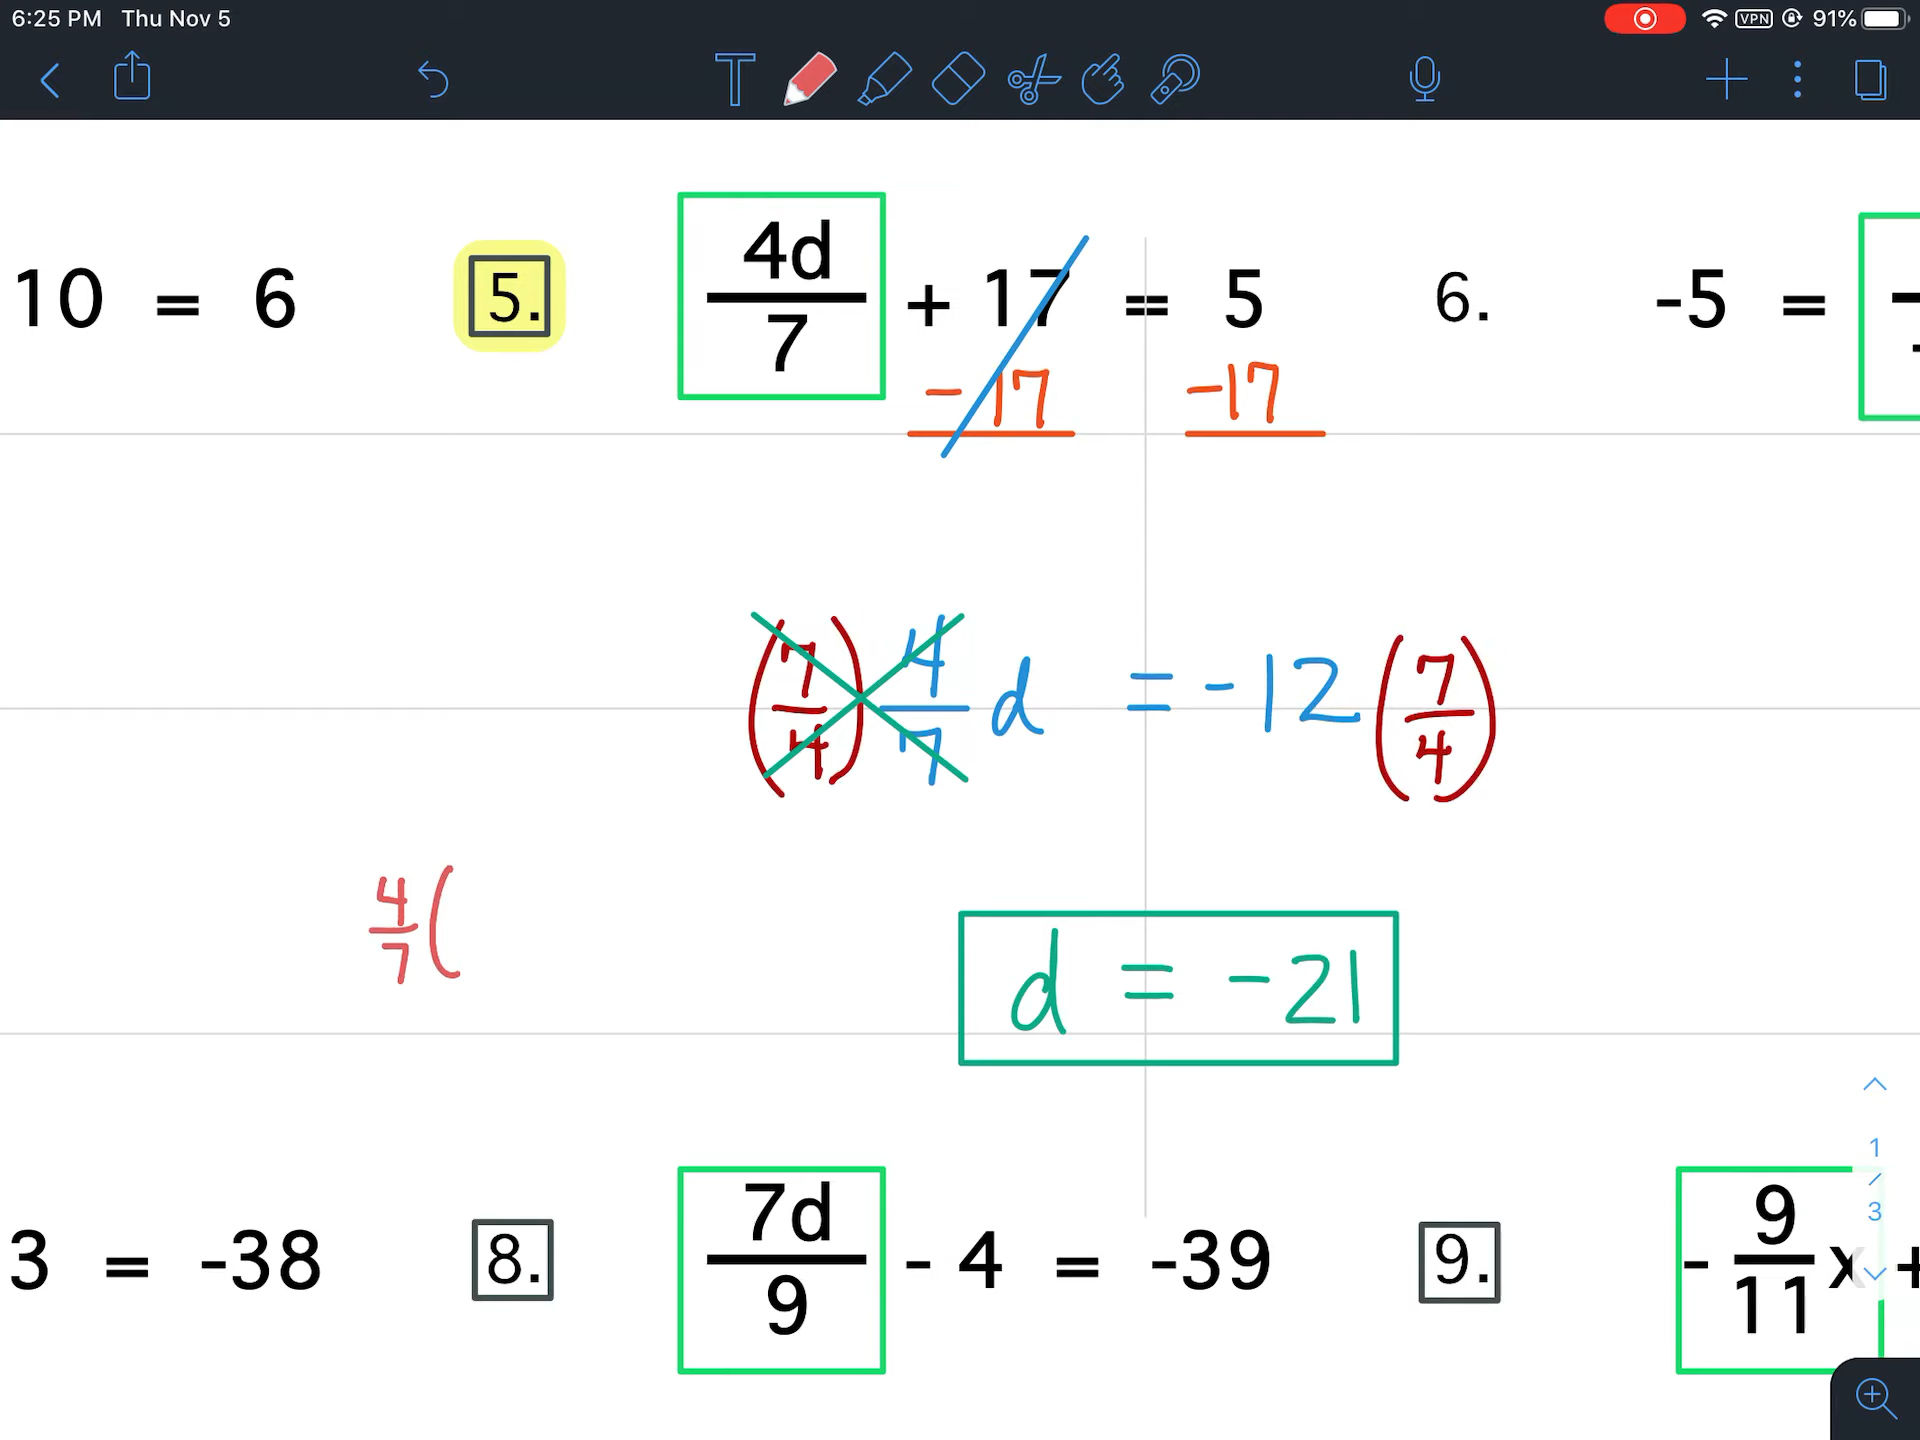 6:25 PM Thu Nov 5
VPN 91%
10 = 6
5. 4d/7 + 17 = 5
-17 -17
6. -5 =
(7/4) 4/7 d = -12 (7/4)
4/7 (
d = -21
1/3
3 = -38
8. 7d/9 - 4 = -39
9. - 9/11 x +